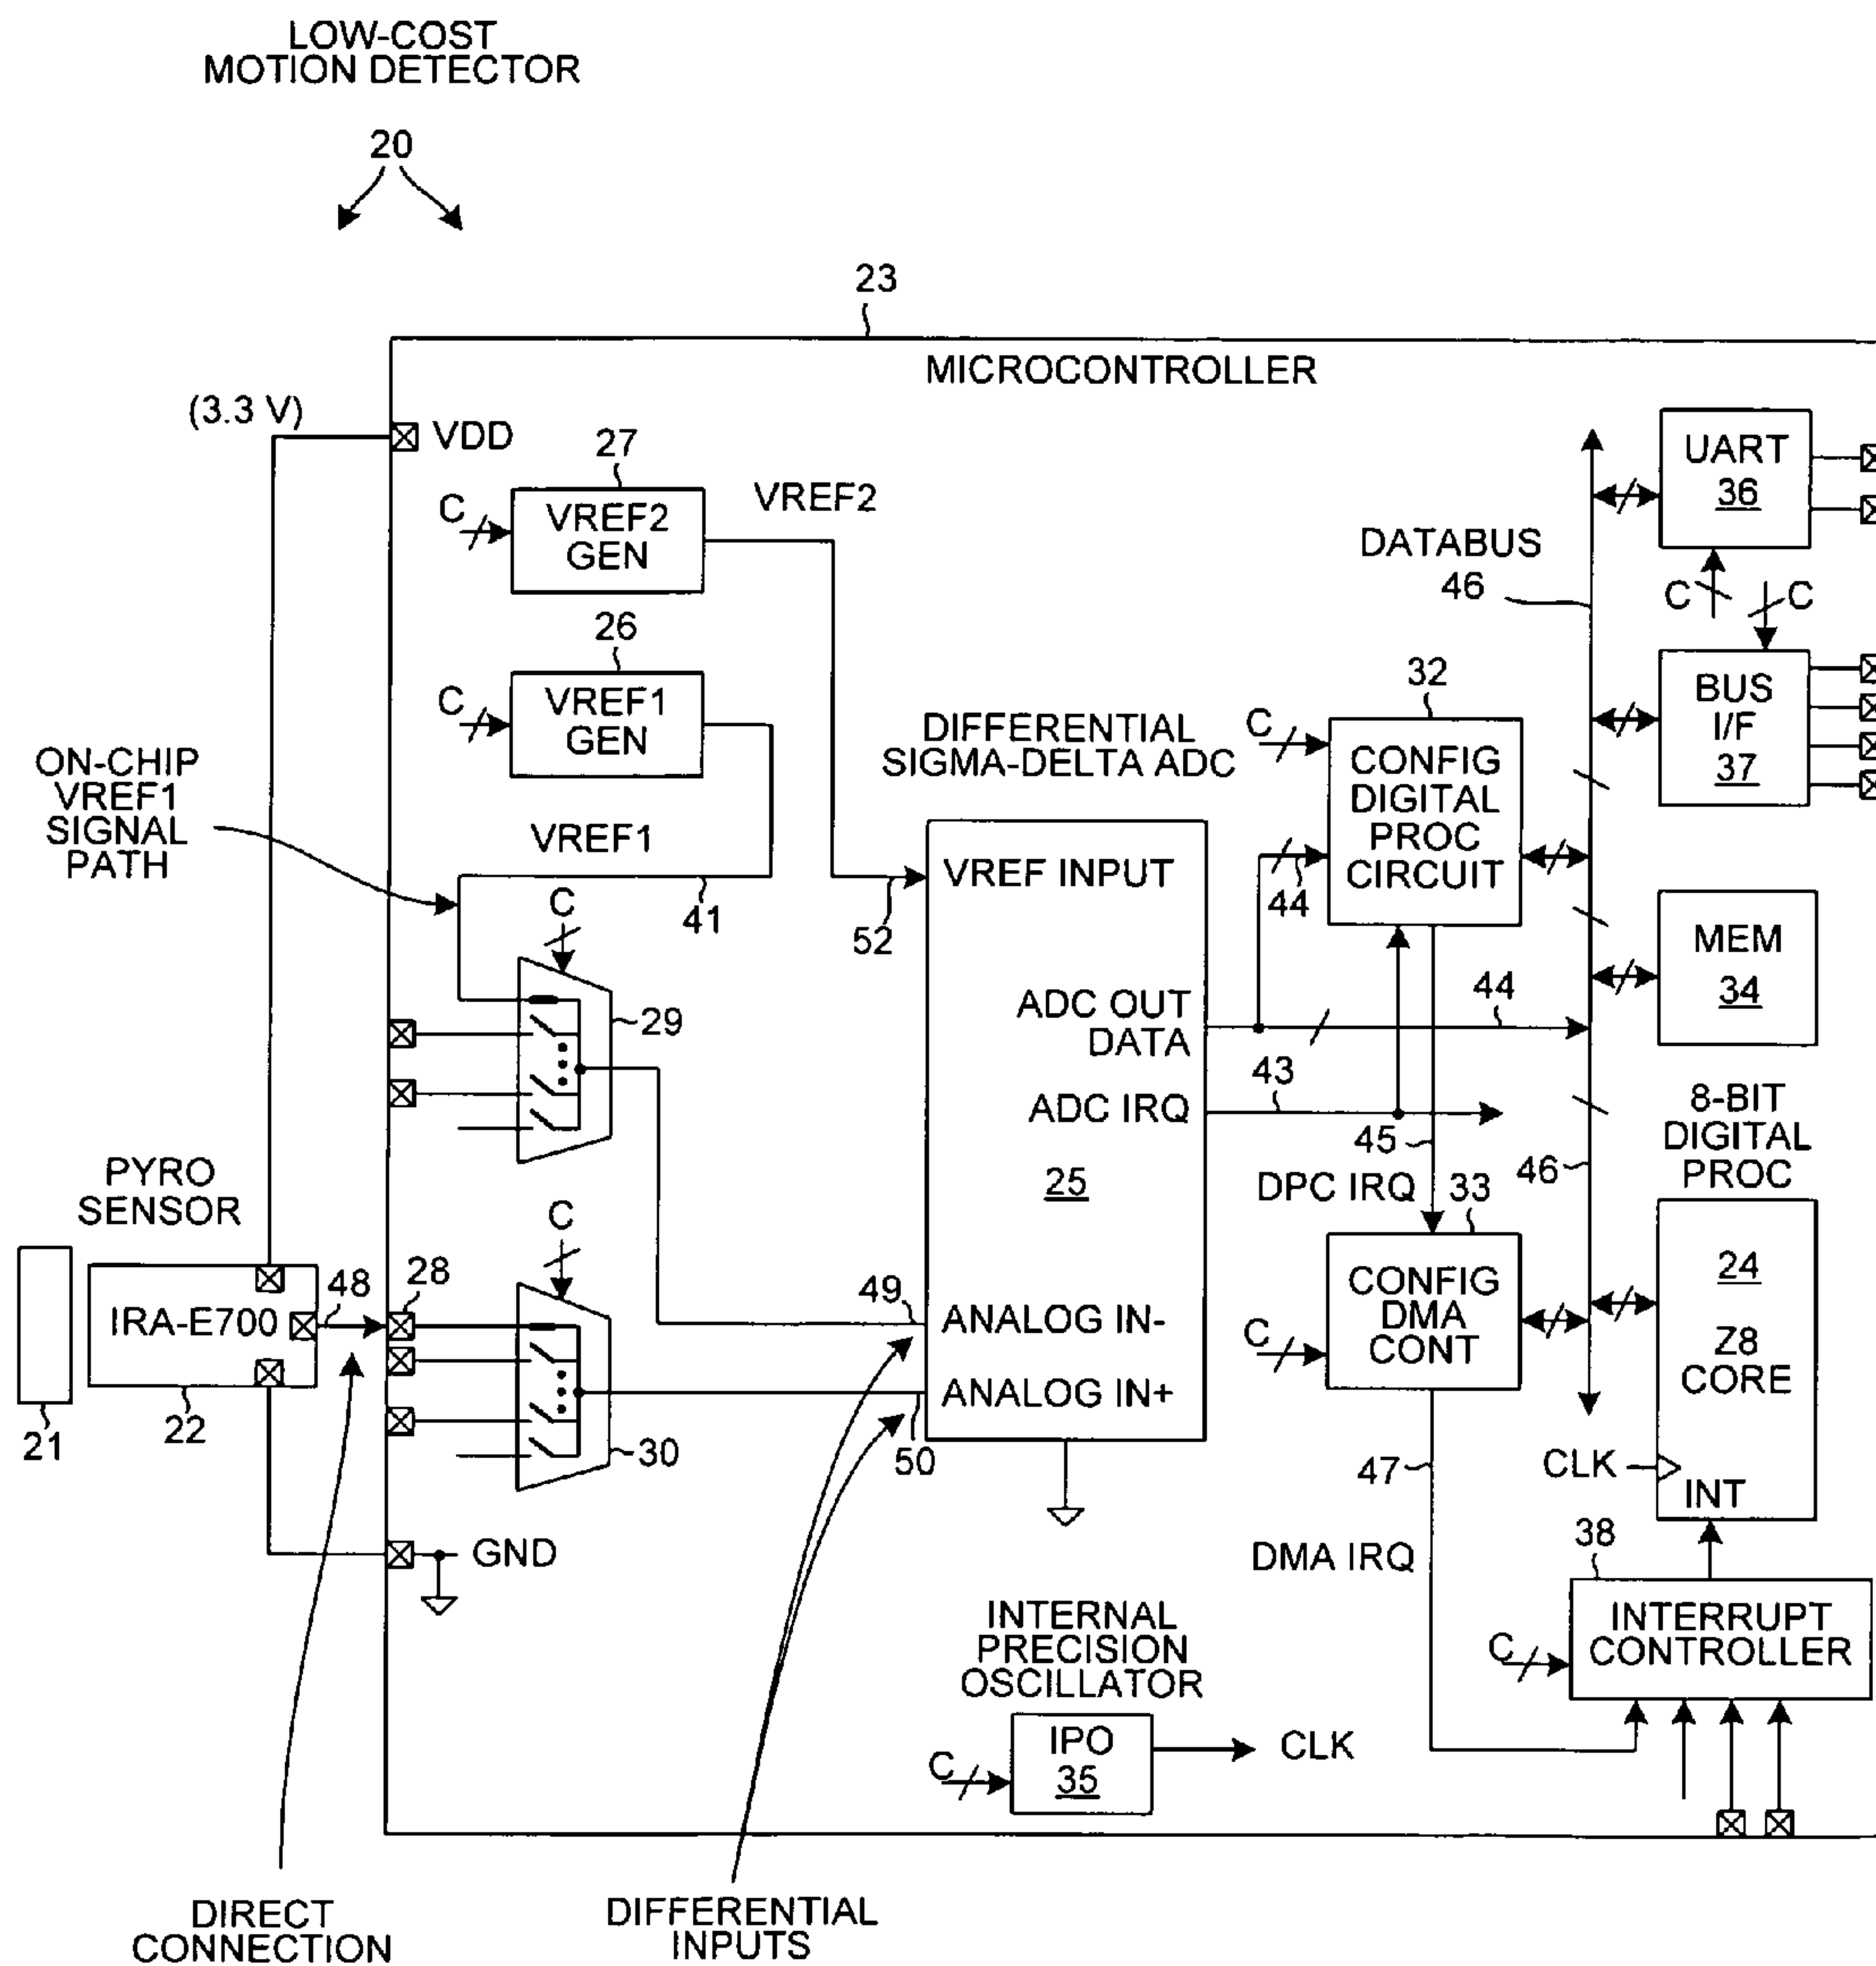 LOW-COST
MOTION DETECTOR
20
23
MICROCONTROLLER
(3.3 V)
VDD
27
C
VREF2
GEN
VREF2
26
C
VREF1
GEN
ON-CHIP
VREF1
SIGNAL
PATH
VREF1
41
52
C
29
DIFFERENTIAL
SIGMA-DELTA ADC
VREF INPUT
ADC OUT
DATA
ADC IRQ
25
ANALOG IN-
ANALOG IN+
49
50
C
32
CONFIG
DIGITAL
PROC
CIRCUIT
44
44
43
45
DPC IRQ
33
C
CONFIG
DMA
CONT
47
DMA IRQ
DATABUS
46
46
UART
36
C
C
BUS
I/F
37
MEM
34
8-BIT
DIGITAL
PROC
24
Z8
CORE
CLK
INT
38
C
INTERRUPT
CONTROLLER
PYRO
SENSOR
IRA-E700
48
28
21
22
C
30
GND
INTERNAL
PRECISION
OSCILLATOR
C
IPO
35
CLK
DIRECT
CONNECTION
DIFFERENTIAL
INPUTS